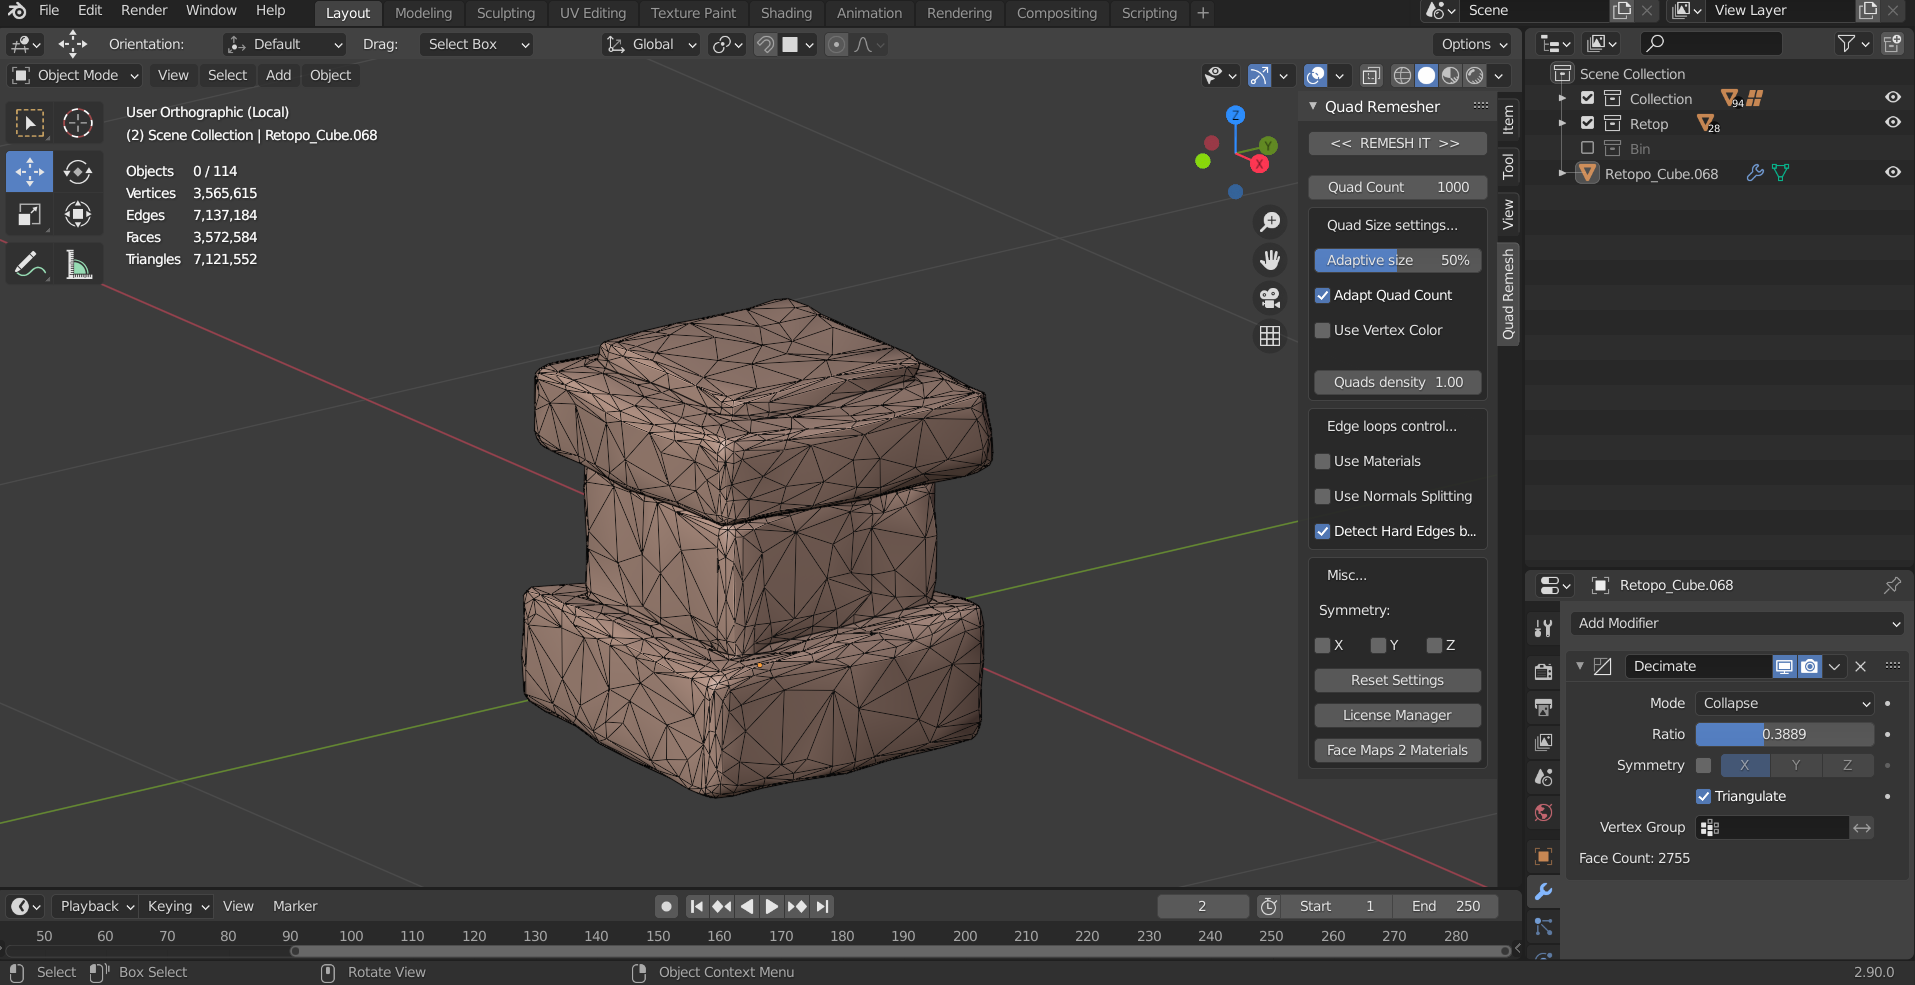 File Edit Render Window Help Layout Modeling Sculpting UV Editing Texture Paint Shading Animation Rendering Compositing Scripting + Scene View Layer
Orientation: Default Drag: Select Box Global Options
Object Mode View Select Add Object
User Orthographic (Local)
(2) Scene Collection | Retopo_Cube.068
Objects 0 / 114
Vertices 3,565,615
Edges 7,137,184
Faces 3,572,584
Triangles 7,121,552
Z
Y
X
Quad Remesher
<< REMESH IT >>
Quad Count 1000
Quad Size settings...
Adaptive size 50%
Adapt Quad Count
Use Vertex Color
Quads density 1.00
Edge loops control...
Use Materials
Use Normals Splitting
Detect Hard Edges b...
Misc...
Symmetry:
X Y Z
Reset Settings
License Manager
Face Maps 2 Materials
Item
Tool
View
Quad Remesh
Scene Collection
Collection 94
Retop 28
Bin
Retopo_Cube.068
Retopo_Cube.068
Add Modifier
Decimate
Mode Collapse
Ratio 0.3889
Symmetry X Y Z
Triangulate
Vertex Group
Face Count: 2755
Playback Keying View Marker 2 Start 1 End 250
50 60 70 80 90 100 110 120 130 140 150 160 170 180 190 200 210 220 230 240 250 260 270 280
Select Box Select Rotate View Object Context Menu 2.90.0